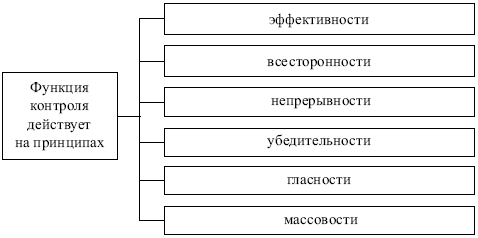 Функция
контроля
действует
на принципах
эффективности
всесторонности
непрерывности
убедительности
гласности
массовости